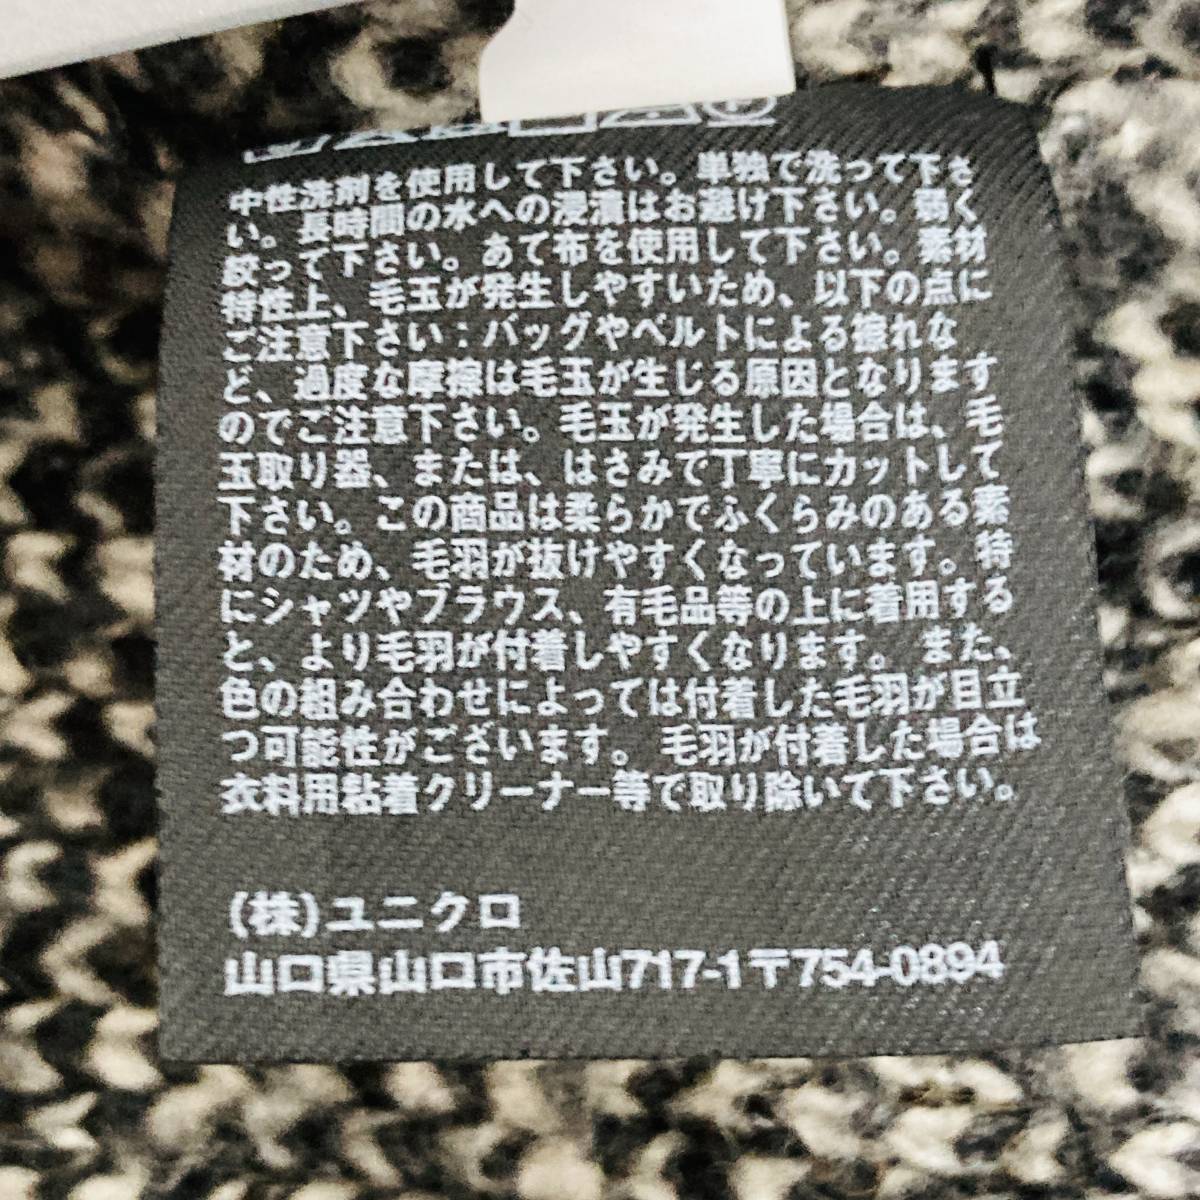 中性洗剤を使用して下さい。単独で洗って下さ
い。長時間の水への浸漬はお避け下さい。弱く
絞って下さい。あて布を使用して下さい。素材
特性上、毛玉が発生しやすいため、以下の点に
ご注意下さい：バッグやベルトによる擦れな
ど、過度な摩擦は毛玉が生じる原因となります
のでご注意下さい。毛玉が発生した場合は、毛
玉取り器、または、はさみで丁寧にカットして
下さい。この商品は柔らかでふくらみのある素
材のため、毛羽が抜けやすくなっています。特
にシャツやブラウス、有毛品等の上に着用する
と、より毛羽が付着しやすくなります。また、
色の組み合わせによっては付着した毛羽が目立
つ可能性がございます。毛羽が付着した場合は
衣料用粘着クリーナー等で取り除いて下さい。
(株)ユニクロ
山口県山口市佐山717-1〒754-0894